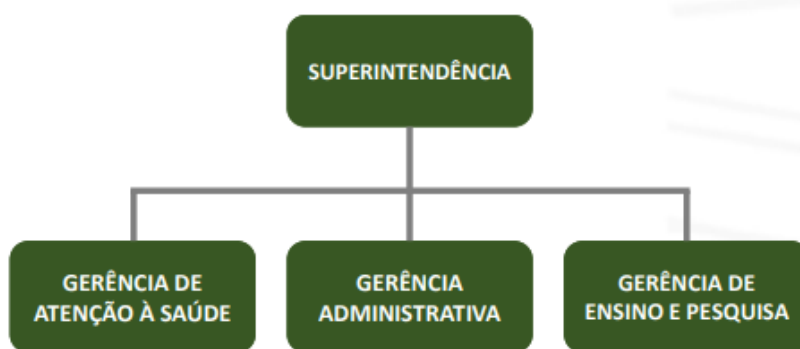 SUPERINTENDÊNCIA
GERÊNCIA DE
ATENÇÃO À SAÚDE
GERÊNCIA
ADMINISTRATIVA
GERÊNCIA DE
ENSINO E PESQUISA